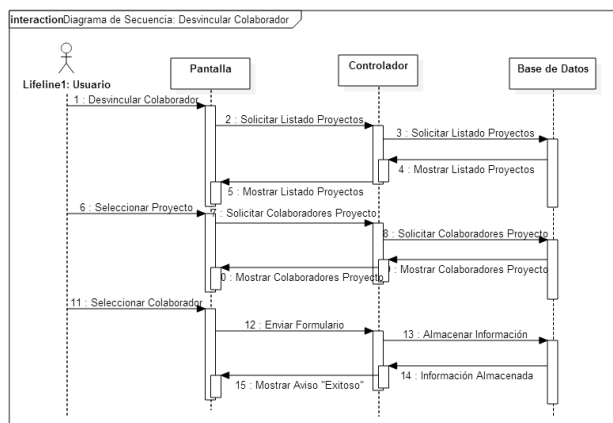 interaction Diagrama de Secuencia: Desvincular Colaborador
Lifeline1: Usuario
Pantalla
Controlador
Base de Datos
1 : Desvincular Colaborador
2 : Solicitar Listado Proyectos
3 : Solicitar Listado Proyectos
4 : Mostrar Listado Proyectos
5 : Mostrar Listado Proyectos
6 : Seleccionar Proyecto
7 : Solicitar Colaboradores Proyecto
8 : Solicitar Colaboradores Proyecto
: Mostrar Colaboradores Proyecto
0 : Mostrar Colaboradores Proyecto
11 : Seleccionar Colaborador
12 : Enviar Formulario
13 : Almacenar Información
14 : Información Almacenada
15 : Mostrar Aviso "Exitoso"